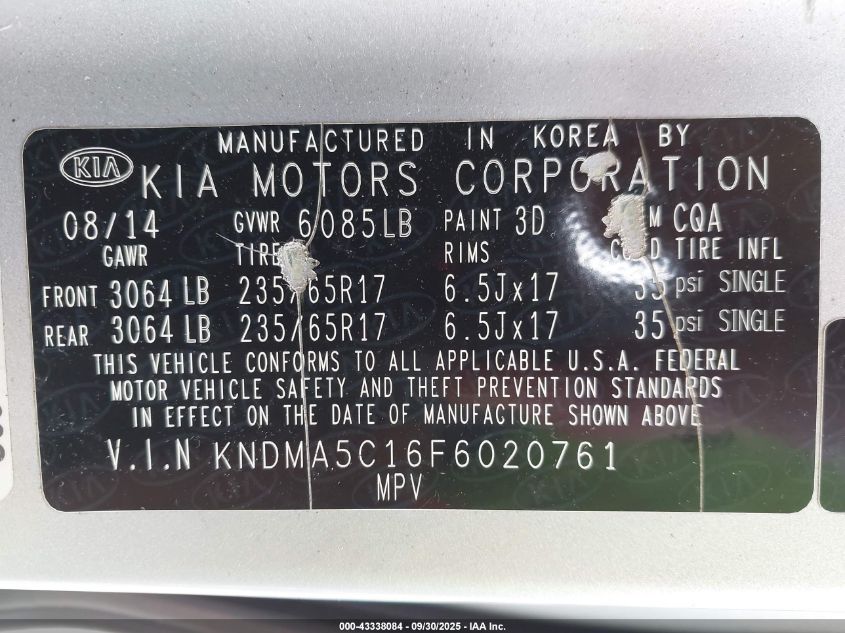 MANUFACTURED IN KOREA BY
KIA KIA MOTORS CORPORATION
08/14 GVWR 6085LB PAINT 3D CQA
GAWR TIRE RIMS TIRE INFL
FRONT 3064 LB 235/65R17 6.5Jx17 35 psi SINGLE
REAR 3064 LB 235/65R17 6.5Jx17 35 psi SINGLE
THIS VEHICLE CONFORMS TO ALL APPLICABLE U.S.A. FEDERAL
MOTOR VEHICLE SAFETY AND THEFT PREVENTION STANDARDS
IN EFFECT ON THE DATE OF MANUFACTURE SHOWN ABOVE
V.I.N KNDMA5C16F6020761
MPV
000-43338084 - 09/30/2025 - IAA Inc.